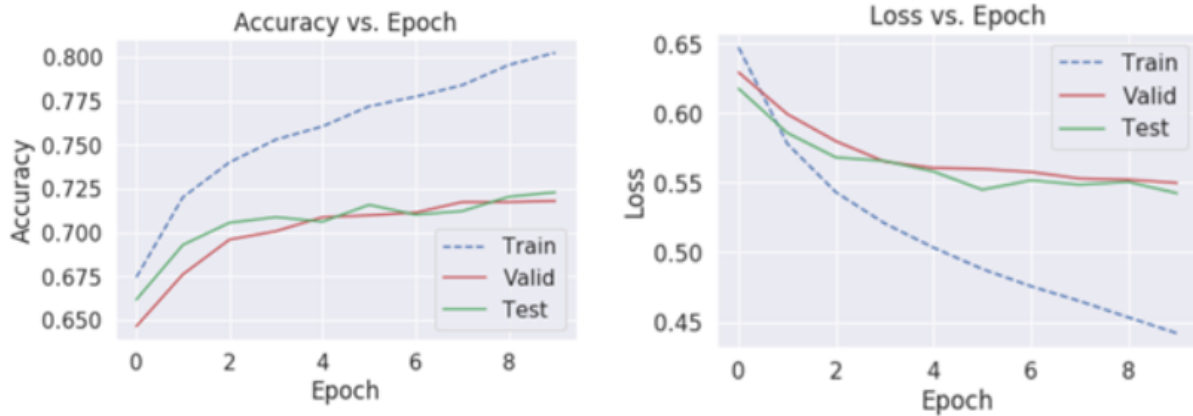 Accuracy vs. Epoch
0.800
0.775
0.750
0.725
0.700
0.675
0.650
Accuracy
Train
Valid
Test
0 2 4 6 8
Epoch
Loss vs. Epoch
0.65
0.60
0.55
0.50
0.45
Loss
Train
Valid
Test
0 2 4 6 8
Epoch